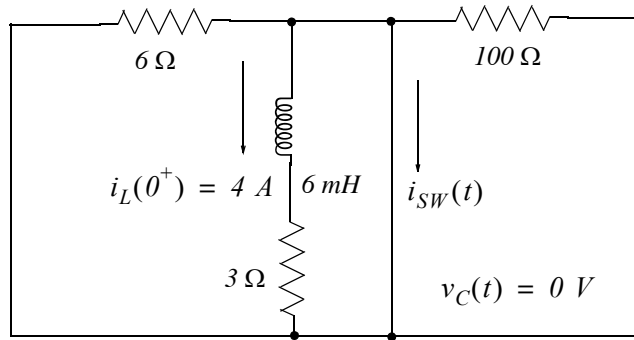 6 Ω
100 Ω
i_L(0⁺) = 4 A
6 mH
i_SW(t)
3 Ω
v_C(t) = 0 V